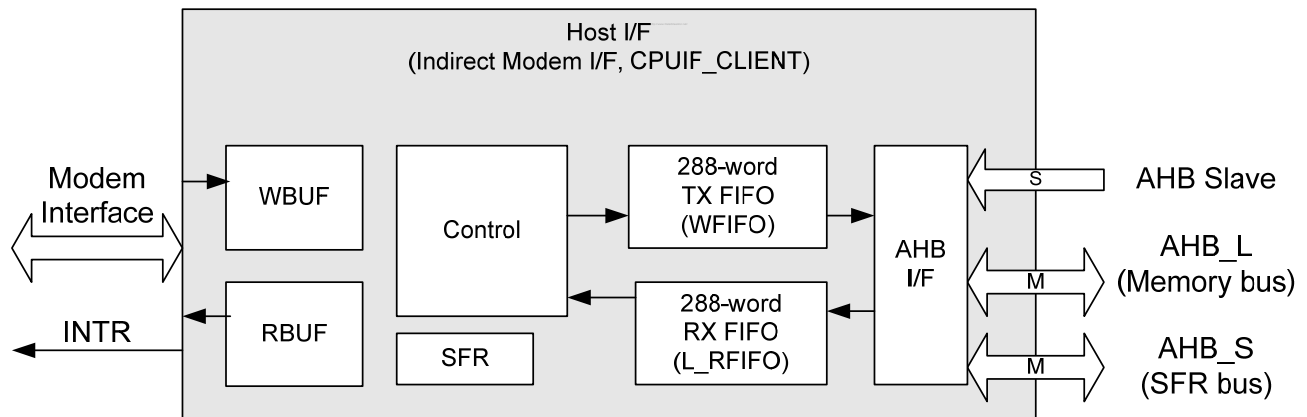 Host I/F
(Indirect Modem I/F, CPUIF_CLIENT)
Modem
Interface
INTR
WBUF
RBUF
Control
SFR
288-word
TX FIFO
(WFIFO)
288-word
RX FIFO
(L_RFIFO)
AHB
I/F
S
M
M
AHB Slave
AHB_L
(Memory bus)
AHB_S
(SFR bus)